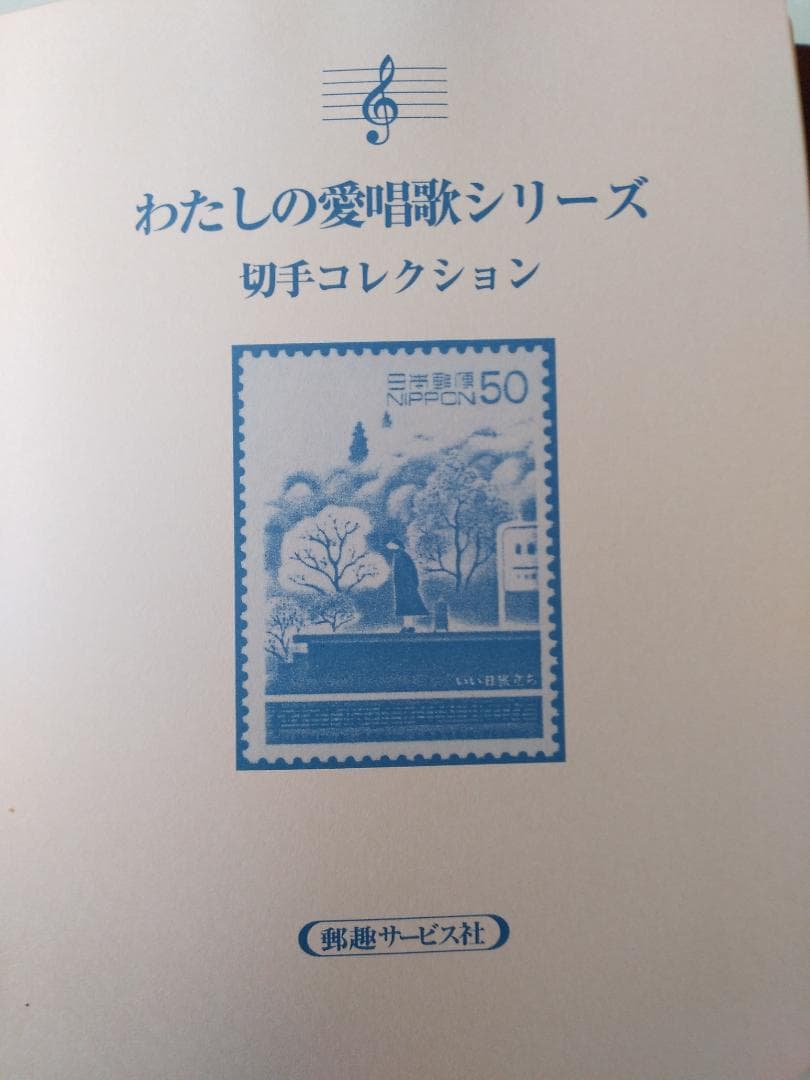 わたしの愛唱歌シリーズ
切手コレクション
日本郵便
NIPPON 50
いい日旅立ち
郵趣サービス社